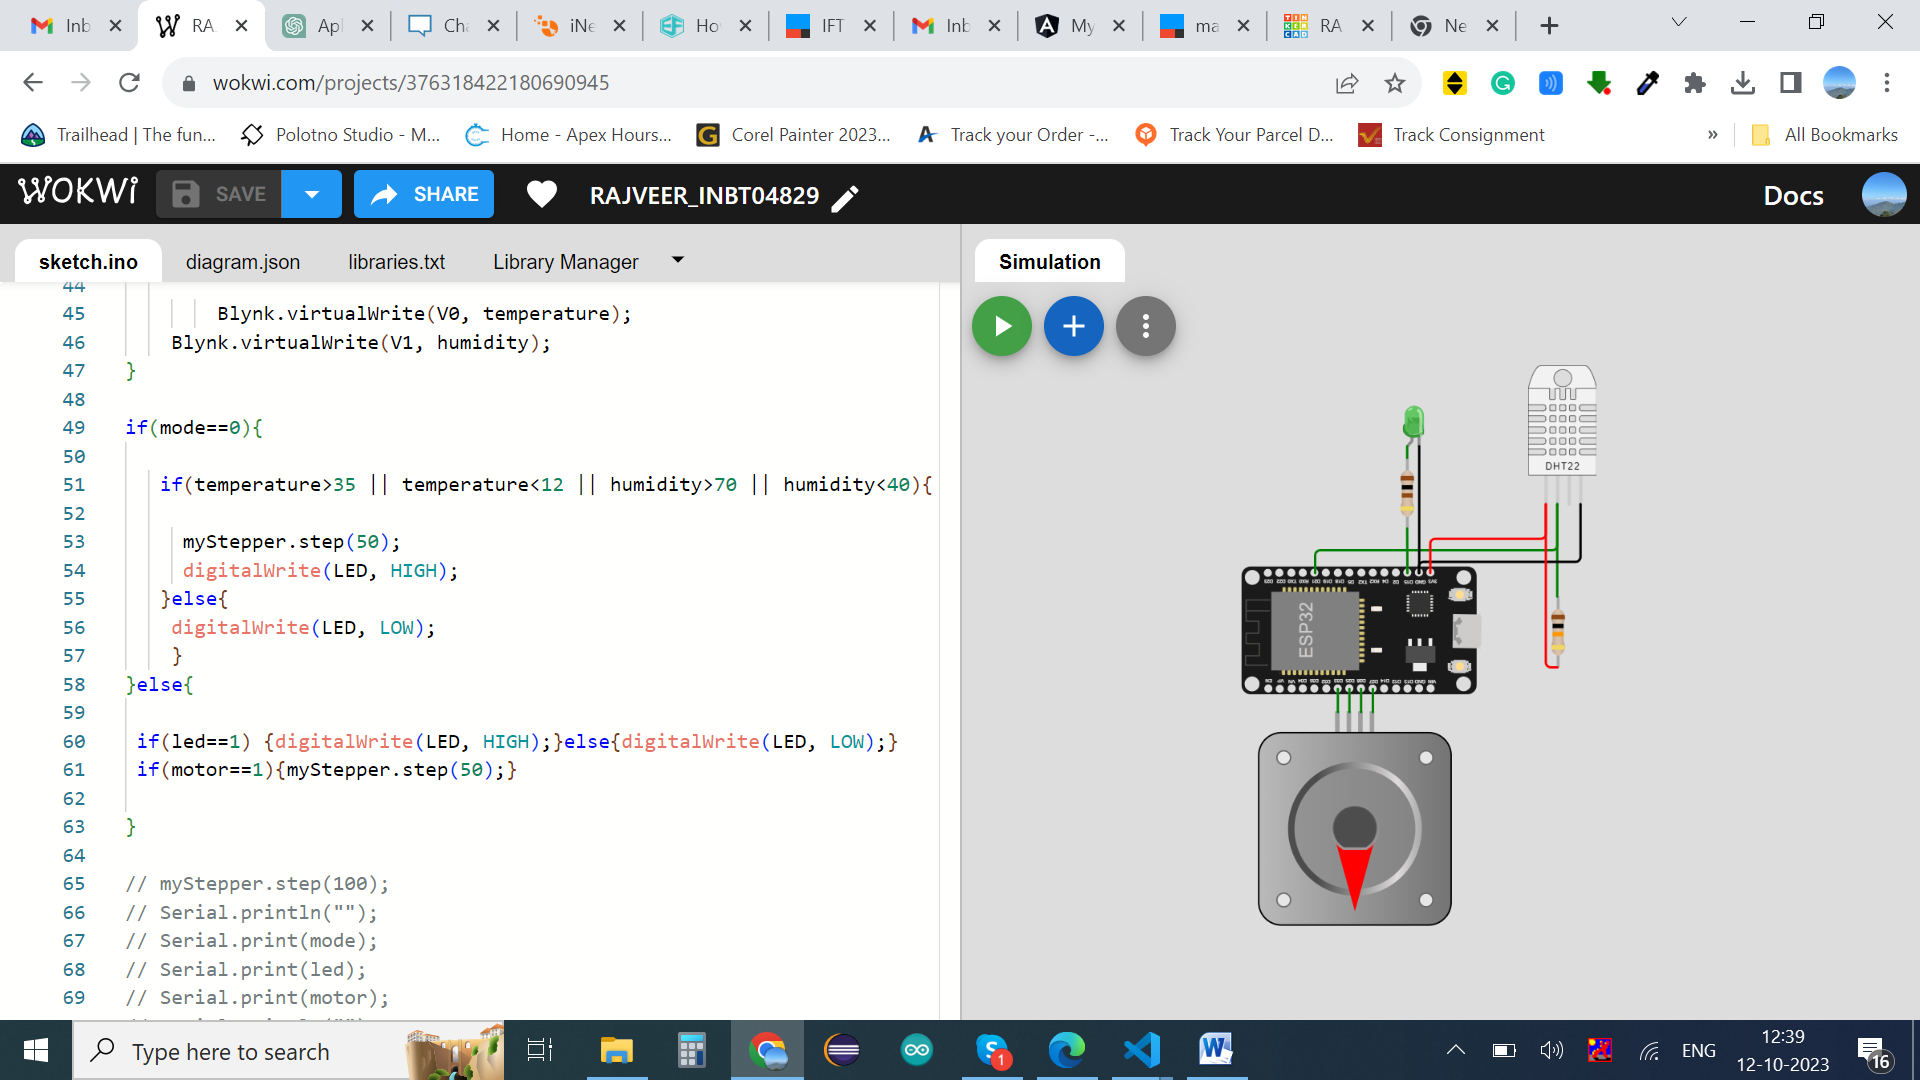 Inb
RA
Apl
Cha
iNe
Ho
IFT
Inb
My
ma
RA
Ne
wokwi.com/projects/376318422180690945
Trailhead | The fun...
Polotno Studio - M...
Home - Apex Hours...
Corel Painter 2023...
Track your Order -...
Track Your Parcel D...
Track Consignment
»
All Bookmarks
WOKWI
SAVE
SHARE
RAJVEER_INBT04829
Docs
sketch.ino
diagram.json
libraries.txt
Library Manager
Simulation
44
45 Blynk.virtualWrite(V0, temperature);
46 Blynk.virtualWrite(V1, humidity);
47 }
48
49 if(mode==0){
50
51 if(temperature>35 || temperature<12 || humidity>70 || humidity<40){
52
53 myStepper.step(50);
54 digitalWrite(LED, HIGH);
55 }else{
56 digitalWrite(LED, LOW);
57 }
58 }else{
59
60 if(led==1) {digitalWrite(LED, HIGH);}else{digitalWrite(LED, LOW);}
61 if(motor==1){myStepper.step(50);}
62
63 }
64
65 // myStepper.step(100);
66 // Serial.println("");
67 // Serial.print(mode);
68 // Serial.print(led);
69 // Serial.print(motor);
DHT22
ESP32
Type here to search
1
ENG
12:39
12-10-2023
16